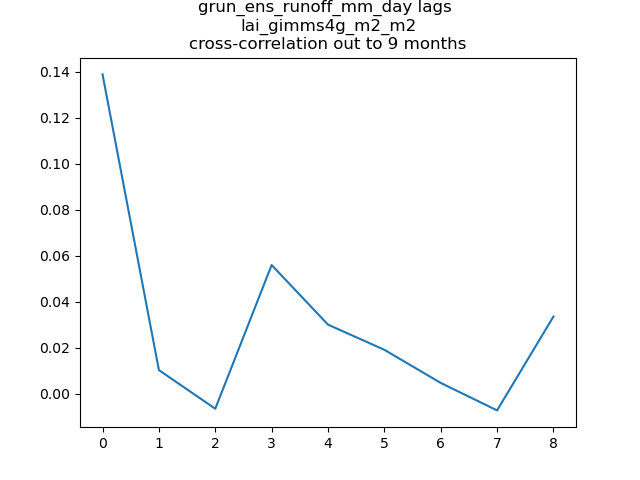 grun_ens_runoff_mm_day lags
lai_gimms4g_m2_m2
cross-correlation out to 9 months
0.14
0.12
0.10
0.08
0.06
0.04
0.02
0.00
0 1 2 3 4 5 6 7 8